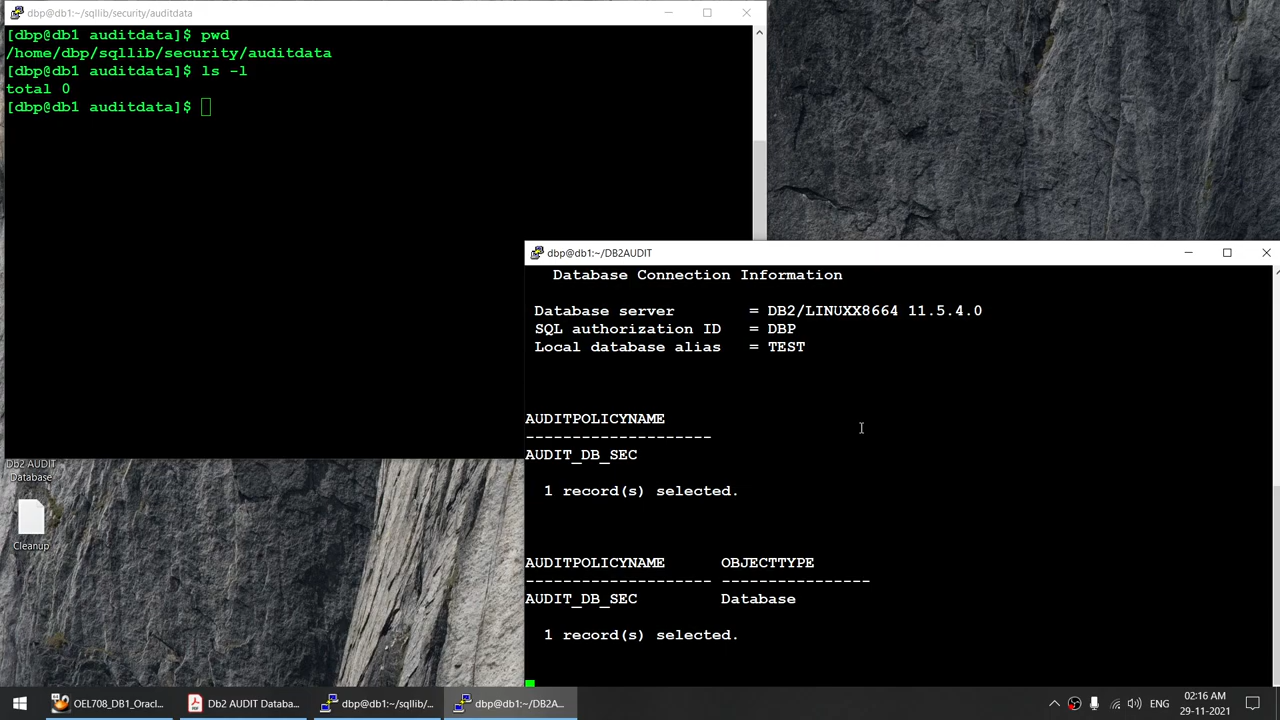 dbp@db1:~/sqllib/security/auditdata
[dbp@db1 auditdata]$ pwd
/home/dbp/sqllib/security/auditdata
[dbp@db1 auditdata]$ ls -l
total 0
[dbp@db1 auditdata]$
dbp@db1:~/DB2AUDIT
Database Connection Information
Database server = DB2/LINUXX8664 11.5.4.0
SQL authorization ID = DBP
Local database alias = TEST
AUDITPOLICYNAME
--------------------
AUDIT_DB_SEC
1 record(s) selected.
AUDITPOLICYNAME OBJECTTYPE
-------------------- ----------------
AUDIT_DB_SEC Database
1 record(s) selected.
Db2 AUDIT
Database
Cleanup
OEL708_DB1_Oracl...
Db2 AUDIT Databa...
dbp@db1:~/sqllib/...
dbp@db1:~/DB2A...
ENG
02:16 AM
29-11-2021